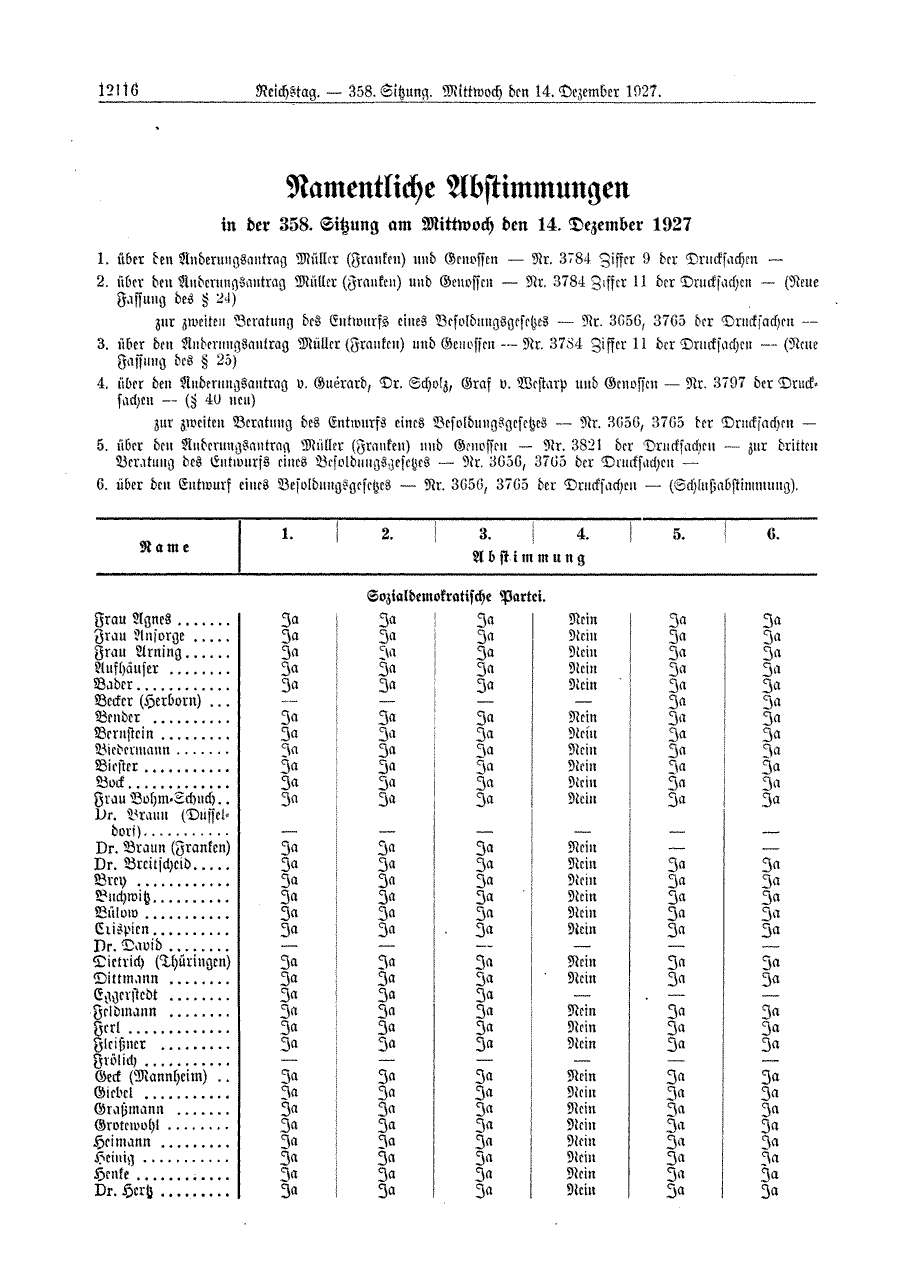 12116 Reichstag. — 358. Sitzung. Mittwoch den 14. Dezember 1927.
Namentliche Abstimmungen
in der 358. Sitzung am Mittwoch den 14. Dezember 1927
1. über den Änderungsantrag Müller (Franken) und Genossen — Nr. 3784 Ziffer 9 der Drucksachen —
2. über den Änderungsantrag Müller (Franken) und Genossen — Nr. 3784 Ziffer 11 der Drucksachen — (Neue
Fassung des § 24)
zur zweiten Beratung des Entwurfs eines Besoldungsgesetzes — Nr. 3656, 3765 der Drucksachen —
3. über den Änderungsantrag Müller (Franken) und Genossen — Nr. 3784 Ziffer 11 der Drucksachen — (Neue
Fassung des § 25)
4. über den Änderungsantrag v. Guérard, Dr. Scholz, Graf v. Westarp und Genossen — Nr. 3797 der Druck-
sachen — (§ 40 neu)
zur zweiten Beratung des Entwurfs eines Besoldungsgesetzes — Nr. 3656, 3765 der Drucksachen —
5. über den Änderungsantrag Müller (Franken) und Genossen — Nr. 3821 der Drucksachen — zur dritten
Beratung des Entwurfs eines Besoldungsgesetzes — Nr. 3656, 3765 der Drucksachen —
6. über den Entwurf eines Besoldungsgesetzes — Nr. 3656, 3765 der Drucksachen — (Schlußabstimmung).
Name 1. 2. 3. 4. 5. 6.
Abstimmung
Sozialdemokratische Partei.
Frau Agnes ....... Ja Ja Ja Nein Ja Ja
Frau Ansorge ..... Ja Ja Ja Nein Ja Ja
Frau Arning ...... Ja Ja Ja Nein Ja Ja
Aufhäuser ........ Ja Ja Ja Nein Ja Ja
Bader ............ Ja Ja Ja Nein Ja Ja
Becker (Herborn) ... — — — — Ja Ja
Bender .......... Ja Ja Ja Nein Ja Ja
Bernstein ......... Ja Ja Ja Nein Ja Ja
Biedermann ....... Ja Ja Ja Nein Ja Ja
Biester ........... Ja Ja Ja Nein Ja Ja
Bock ............. Ja Ja Ja Nein Ja Ja
Frau Bohm-Schuch .. Ja Ja Ja Nein Ja Ja
Dr. Braun (Düssel-
dorf) ........... — — — — — —
Dr. Braun (Franken) Ja Ja Ja Nein — —
Dr. Breitscheid ..... Ja Ja Ja Nein Ja Ja
Brey ............ Ja Ja Ja Nein Ja Ja
Buchwitz .......... Ja Ja Ja Nein Ja Ja
Bülow ........... Ja Ja Ja Nein Ja Ja
Crispien .......... Ja Ja Ja Nein Ja Ja
Dr. David ........ — — — — — —
Dietrich (Thüringen) Ja Ja Ja Nein Ja Ja
Dittmann ........ Ja Ja Ja Nein Ja Ja
Eggerstedt ........ Ja Ja Ja — — —
Feldmann ........ Ja Ja Ja Nein Ja Ja
Ferl ............. Ja Ja Ja Nein Ja Ja
Fleißner ......... Ja Ja Ja Nein Ja Ja
Frölich ........... — — — — — —
Geck (Mannheim) .. Ja Ja Ja Nein Ja Ja
Giebel ........... Ja Ja Ja Nein Ja Ja
Graßmann ....... Ja Ja Ja Nein Ja Ja
Grotewohl ........ Ja Ja Ja Nein Ja Ja
Heimann ......... Ja Ja Ja Nein Ja Ja
Heinig ........... Ja Ja Ja Nein Ja Ja
Henke ............ Ja Ja Ja Nein Ja Ja
Dr. Hertz ......... Ja Ja Ja Nein Ja Ja